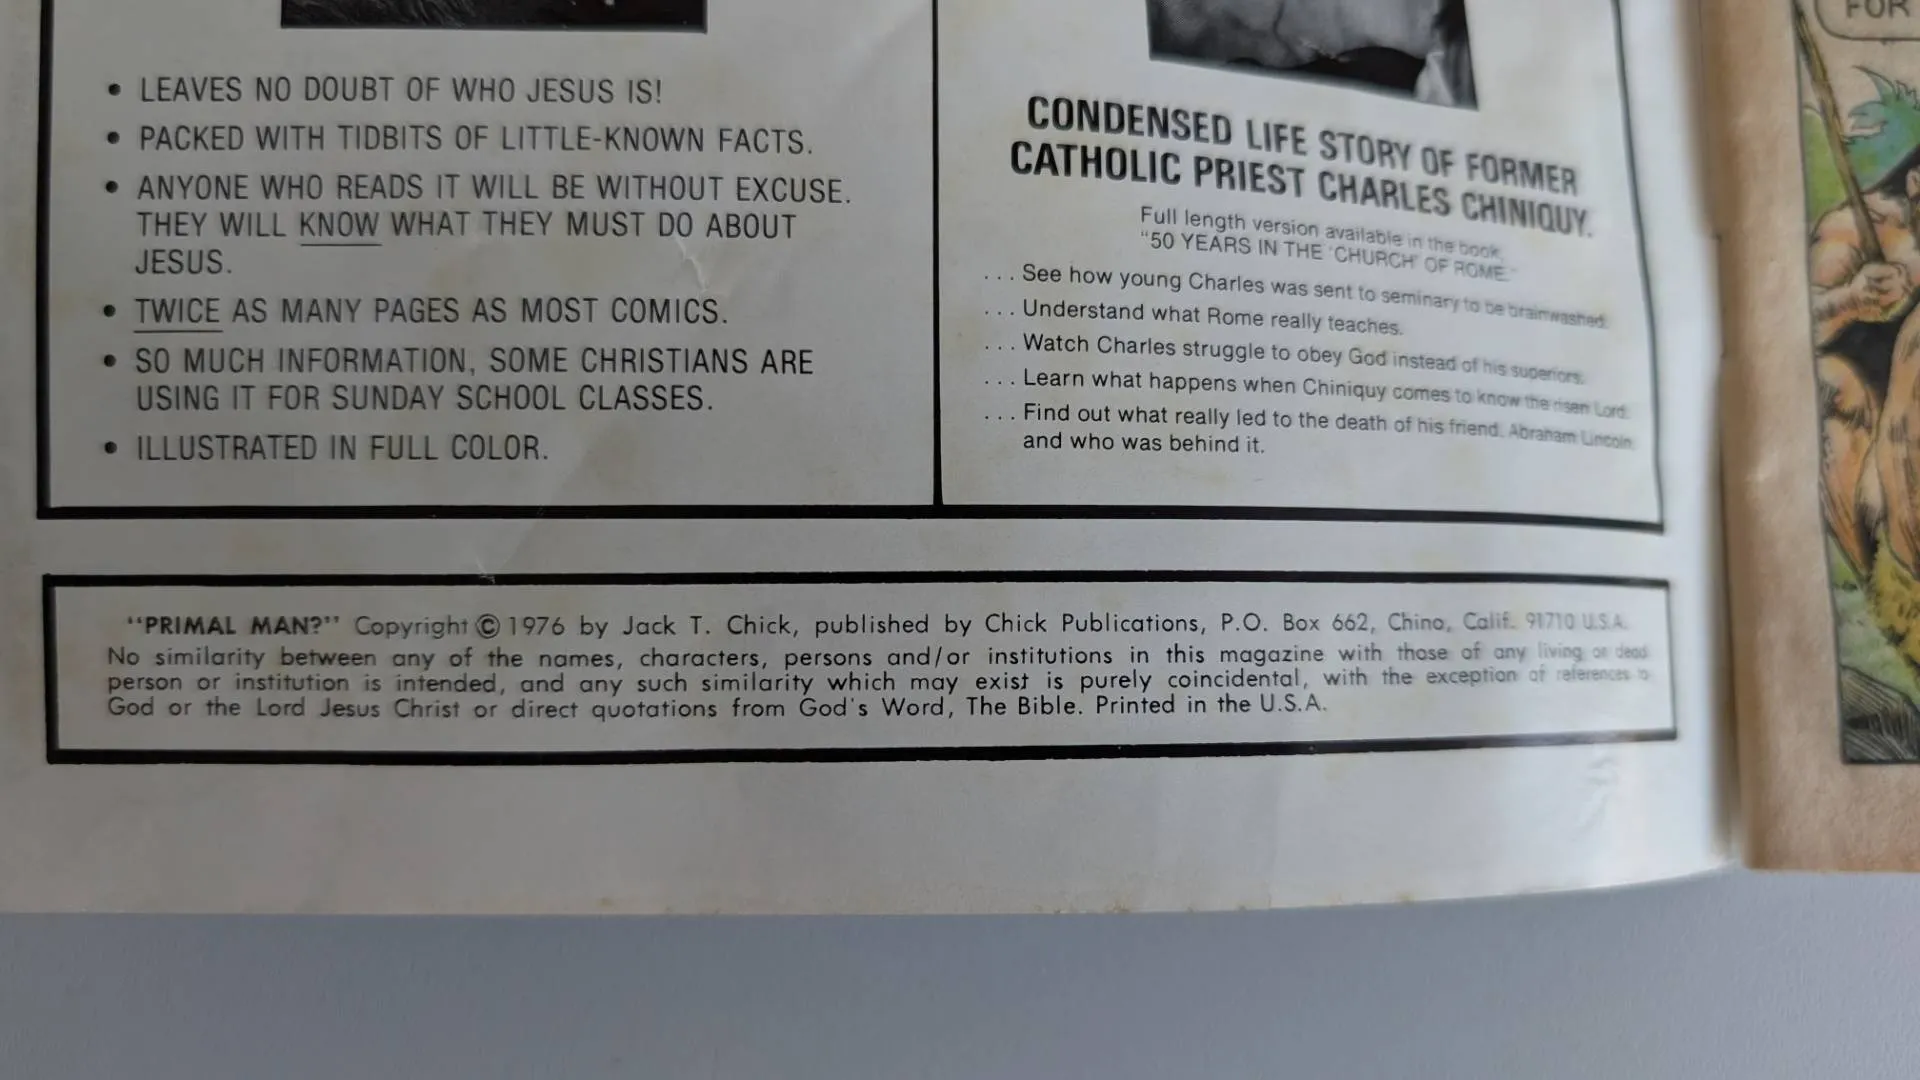 • LEAVES NO DOUBT OF WHO JESUS IS!
• PACKED WITH TIDBITS OF LITTLE-KNOWN FACTS.
• ANYONE WHO READS IT WILL BE WITHOUT EXCUSE.
THEY WILL KNOW WHAT THEY MUST DO ABOUT
JESUS.
• TWICE AS MANY PAGES AS MOST COMICS.
• SO MUCH INFORMATION, SOME CHRISTIANS ARE
USING IT FOR SUNDAY SCHOOL CLASSES.
• ILLUSTRATED IN FULL COLOR.
CONDENSED LIFE STORY OF FORMER
CATHOLIC PRIEST CHARLES CHINIQUY.
Full length version available in the book,
"50 YEARS IN THE 'CHURCH' OF ROME."
... See how young Charles was sent to seminary to be brainwashed.
... Understand what Rome really teaches.
... Watch Charles struggle to obey God instead of his superiors.
... Learn what happens when Chiniquy comes to know the risen Lord.
... Find out what really led to the death of his friend, Abraham Lincoln,
and who was behind it.
"PRIMAL MAN?" Copyright © 1976 by Jack T. Chick, published by Chick Publications, P.O. Box 662, Chino, Calif. 91710 U.S.A.
No similarity between any of the names, characters, persons and/or institutions in this magazine with those of any living or dead
person or institution is intended, and any such similarity which may exist is purely coincidental, with the exception of references to
God or the Lord Jesus Christ or direct quotations from God's Word, The Bible. Printed in the U.S.A.
FOR